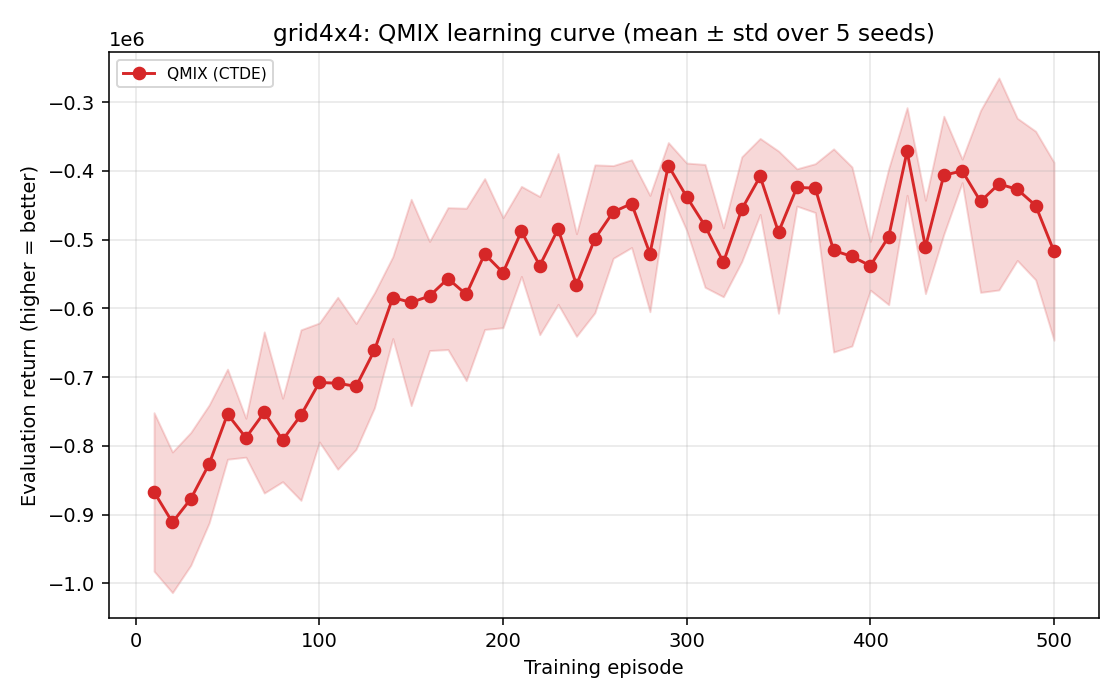 grid4x4: QMIX learning curve (mean ± std over 5 seeds)
1e6
QMIX (CTDE)
−0.3
−0.4
−0.5
−0.6
−0.7
−0.8
−0.9
−1.0
Evaluation return (higher = better)
0 100 200 300 400 500
Training episode